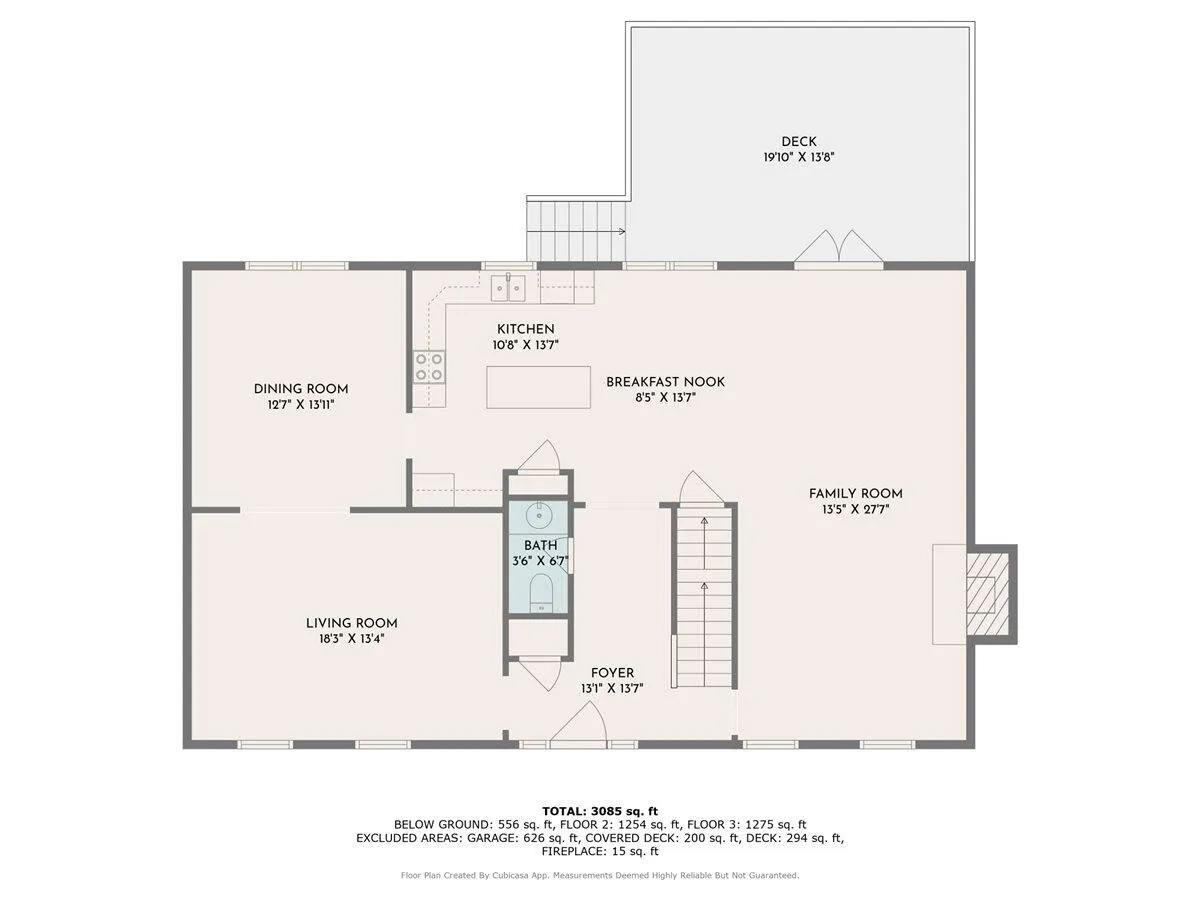 DECK
19'10" X 13'8"
KITCHEN
10'8" X 13'7"
BREAKFAST NOOK
8'5" X 13'7"
DINING ROOM
12'7" X 13'11"
FAMILY ROOM
13'5" X 27'7"
BATH
3'6" X 6'7"
LIVING ROOM
18'3" X 13'4"
FOYER
13'1" X 13'7"
TOTAL: 3085 sq. ft
BELOW GROUND: 556 sq. ft, FLOOR 2: 1254 sq. ft, FLOOR 3: 1275 sq. ft
EXCLUDED AREAS: GARAGE: 626 sq. ft, COVERED DECK: 200 sq. ft, DECK: 294 sq. ft,
FIREPLACE: 15 sq. ft
Floor Plan Created By Cubicasa App. Measurements Deemed Highly Reliable But Not Guaranteed.